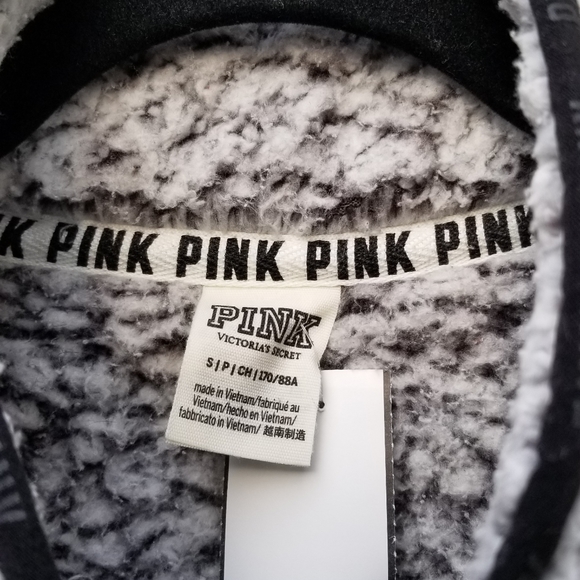 K PINK PINK PINK PINK
PINK
VICTORIA'S SECRET
S|P|CH|170/88A
made in Vietnam/fabriqué au
Vietnam/hecho en Vietnam/
fabbricato in Vietnam/ 越南制造